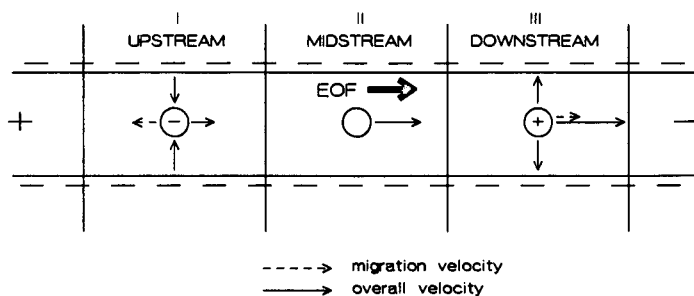 I II III
UPSTREAM MIDSTREAM DOWNSTREAM
EOF
+ − + −
migration velocity
overall velocity